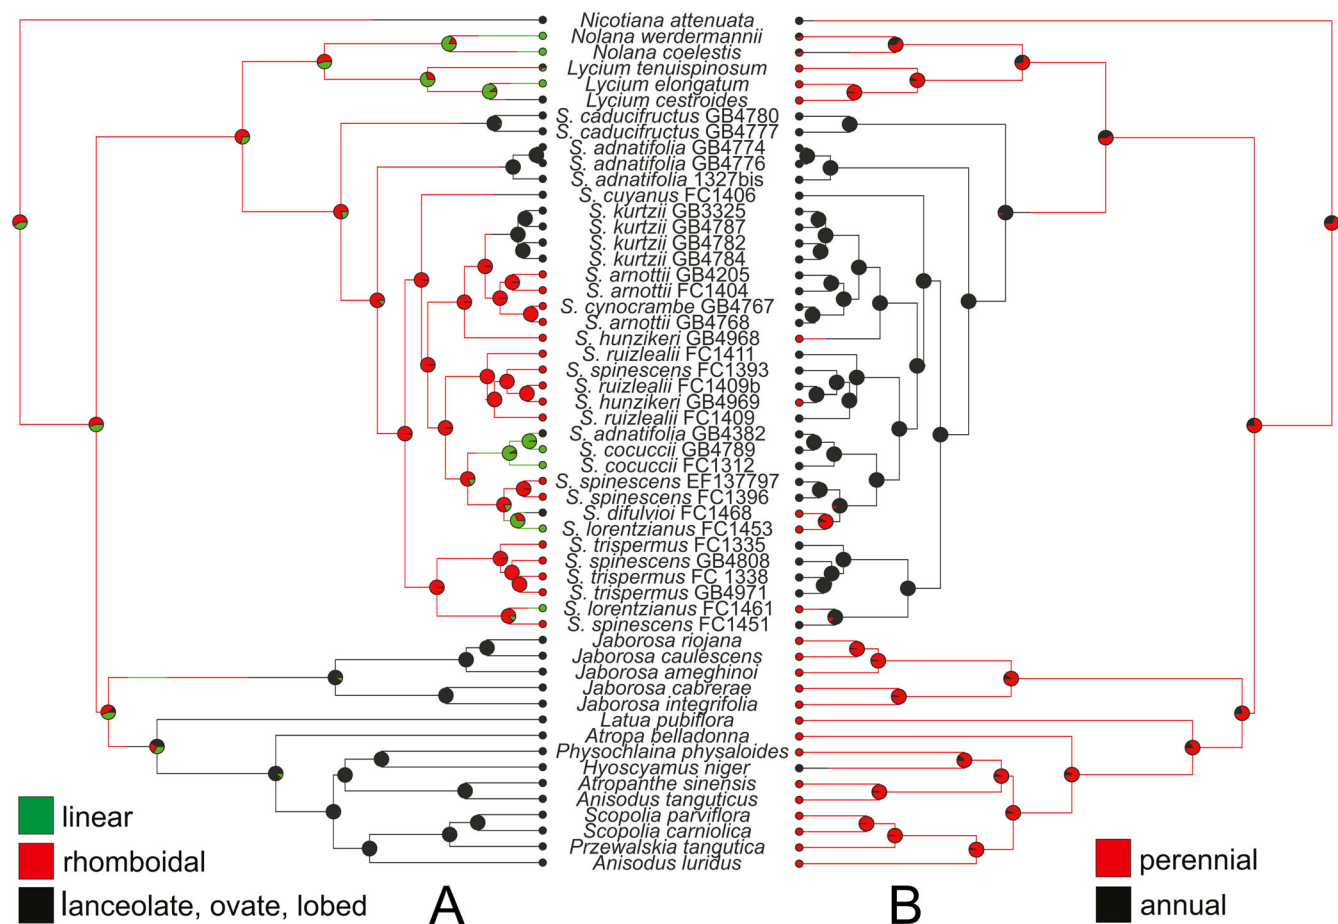 Nicotiana attenuata
Nolana werdermannii
Nolana coelestis
Lycium tenuispinosum
Lycium elongatum
Lycium cestroides
S. caducifructus GB4780
S. caducifructus GB4777
S. adnatifolia GB4774
S. adnatifolia GB4776
S. adnatifolia 1327bis
S. cuyanus FC1406
S. kurtzii GB3325
S. kurtzii GB4787
S. kurtzii GB4782
S. kurtzii GB4784
S. arnottii GB4205
S. arnottii FC1404
S. cynocrambe GB4767
S. arnottii GB4768
S. hunzikeri GB4968
S. ruizlealii FC1411
S. spinescens FC1393
S. ruizlealii FC1409b
S. hunzikeri GB4969
S. ruizlealii FC1409
S. adnatifolia GB4382
S. cocuccii GB4789
S. cocuccii FC1312
S. spinescens EF137797
S. spinescens FC1396
S. difulvioi FC1468
S. lorentzianus FC1453
S. trispermus FC1335
S. spinescens GB4808
S. trispermus FC 1338
S. trispermus GB4971
S. lorentzianus FC1461
S. spinescens FC1451
Jaborosa riojana
Jaborosa caulescens
Jaborosa ameghinoi
Jaborosa cabrerae
Jaborosa integrifolia
Latua pubiflora
Atropa belladonna
Physochlaina physaloides
Hyoscyamus niger
Atropanthe sinensis
Anisodus tanguticus
Scopolia parviflora
Scopolia carniolica
Przewalskia tangutica
Anisodus luridus
linear
rhomboidal
lanceolate, ovate, lobed
A
B
perennial
annual